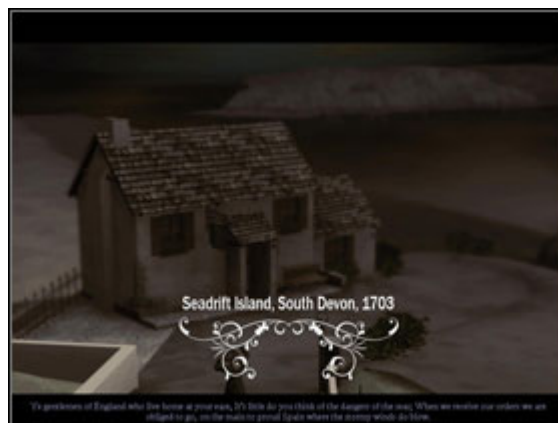 Seadrift Island, South Devon, 1703
Ye gentlemen of England who live home at your ease, It's little do you think of the dangers of the seas; When we receive our orders we are
obliged to go, on the main to proud Spain where the stormy winds do blow.